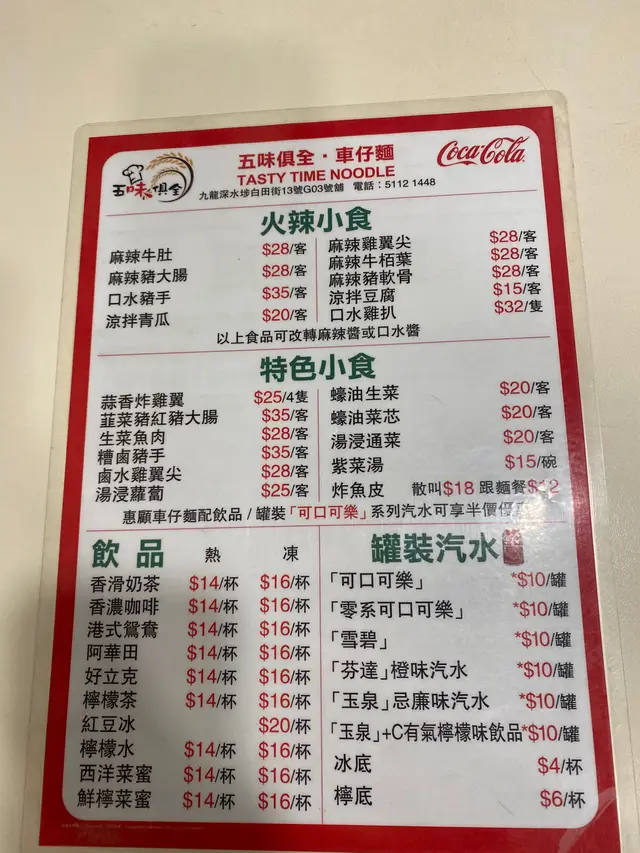 五味俱全
五味俱全・車仔麵
TASTY TIME NOODLE
九龍深水埗白田街13號G03號舖 電話：5112 1448
Coca-Cola
火辣小食
麻辣牛肚 $28/客
麻辣豬大腸 $28/客
口水豬手 $35/客
涼拌青瓜 $20/客
麻辣雞翼尖 $28/客
麻辣牛栢葉 $28/客
麻辣豬軟骨 $28/客
涼拌豆腐 $15/客
口水雞扒 $32/隻
以上食品可改轉麻辣醬或口水醬
特色小食
蒜香炸雞翼 $25/4隻
韮菜豬紅豬大腸 $35/客
生菜魚肉 $28/客
糟鹵豬手 $35/客
鹵水雞翼尖 $28/客
湯浸蘿蔔 $25/客
蠔油生菜 $20/客
蠔油菜芯 $20/客
湯浸通菜 $20/客
紫菜湯 $15/碗
炸魚皮 散叫$18 跟麵餐$12
惠顧車仔麵配飲品 / 罐裝「可口可樂」系列汽水可享半價優
飲品 熱 凍
香滑奶茶 $14/杯 $16/杯
香濃咖啡 $14/杯 $16/杯
港式鴛鴦 $14/杯 $16/杯
阿華田 $14/杯 $16/杯
好立克 $14/杯 $16/杯
檸檬茶 $14/杯 $16/杯
紅豆冰 $20/杯
檸檬水 $14/杯 $16/杯
西洋菜蜜 $14/杯 $16/杯
鮮檸菜蜜 $14/杯 $16/杯
罐裝汽水
「可口可樂」 *$10/罐
「零系可口可樂」 *$10/罐
「雪碧」 *$10/罐
「芬達」橙味汽水 *$10/罐
「玉泉」忌廉味汽水 *$10/罐
「玉泉」+C有氣檸檬味飲品*$10/罐
冰底 $4/杯
檸底 $6/杯